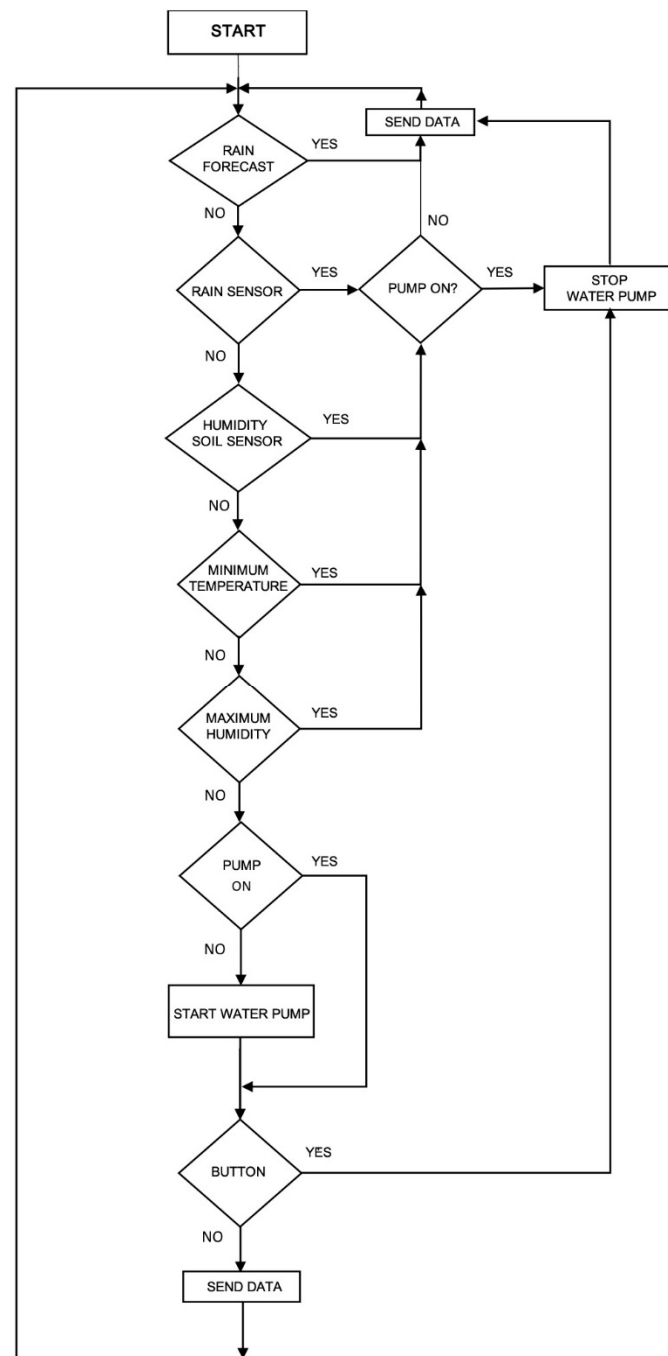 START
SEND DATA
RAIN
FORECAST
YES
NO
NO
RAIN SENSOR
YES
PUMP ON?
YES
STOP
WATER PUMP
NO
HUMIDITY
SOIL SENSOR
YES
NO
MINIMUM
TEMPERATURE
YES
NO
MAXIMUM
HUMIDITY
YES
NO
PUMP
ON
YES
NO
START WATER PUMP
BUTTON
YES
NO
SEND DATA